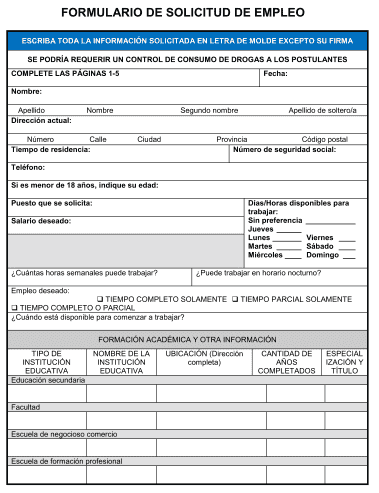 FORMULARIO DE SOLICITUD DE EMPLEO
ESCRIBA TODA LA INFORMACIÓN SOLICITADA EN LETRA DE MOLDE EXCEPTO SU FIRMA
SE PODRÍA REQUERIR UN CONTROL DE CONSUMO DE DROGAS A LOS POSTULANTES
COMPLETE LAS PÁGINAS 1-5 Fecha:
Nombre:
Apellido Nombre Segundo nombre Apellido de soltero/a
Dirección actual:
Número Calle Ciudad Provincia Código postal
Tiempo de residencia: Número de seguridad social:
Teléfono:
Si es menor de 18 años, indique su edad:
Puesto que se solicita:
Salario deseado:
Días/Horas disponibles para
trabajar:
Sin preferencia ____________
Jueves ______
Lunes ______ Viernes ____
Martes ______ Sábado ____
Miércoles ____ Domingo ___
¿Cuántas horas semanales puede trabajar? ¿Puede trabajar en horario nocturno?
Empleo deseado:
❑ TIEMPO COMPLETO SOLAMENTE ❑ TIEMPO PARCIAL SOLAMENTE
❑ TIEMPO COMPLETO O PARCIAL
¿Cuándo está disponible para comenzar a trabajar?
FORMACIÓN ACADÉMICA Y OTRA INFORMACIÓN
TIPO DE INSTITUCIÓN EDUCATIVA
NOMBRE DE LA INSTITUCIÓN EDUCATIVA
UBICACIÓN (Dirección completa)
CANTIDAD DE AÑOS COMPLETADOS
ESPECIAL IZACIÓN Y TÍTULO
Educación secundaria
Facultad
Escuela de negocioso comercio
Escuela de formación profesional